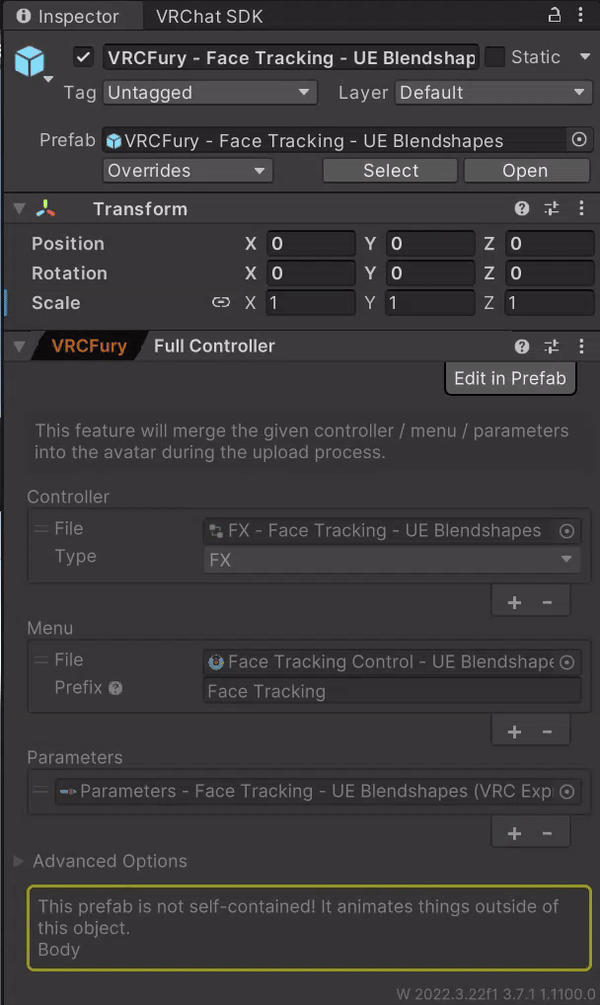 Inspector VRChat SDK
VRCFury - Face Tracking - UE Blendshap Static
Tag Untagged Layer Default
Prefab VRCFury - Face Tracking - UE Blendshapes
Overrides Select Open
Transform
Position X 0 Y 0 Z 0
Rotation X 0 Y 0 Z 0
Scale X 1 Y 1 Z 1
VRCFury Full Controller
Edit in Prefab
This feature will merge the given controller / menu / parameters
into the avatar during the upload process.
Controller
File FX - Face Tracking - UE Blendshapes
Type FX
+ -
Menu
File Face Tracking Control - UE Blendshape
Prefix Face Tracking
+ -
Parameters
Parameters - Face Tracking - UE Blendshapes (VRC Exp
+ -
Advanced Options
This prefab is not self-contained! It animates things outside of
this object.
Body
W 2022.3.22f1 3.7.1 1.1100.0